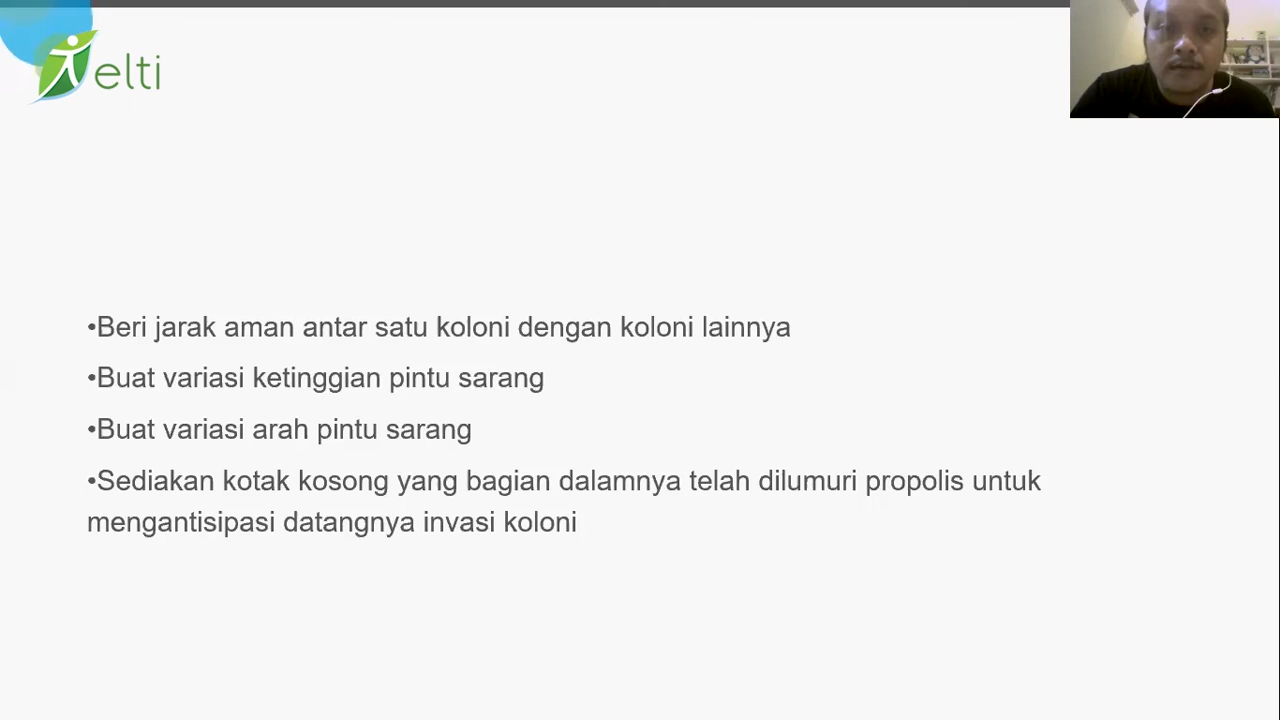 elti
•Beri jarak aman antar satu koloni dengan koloni lainnya
•Buat variasi ketinggian pintu sarang
•Buat variasi arah pintu sarang
•Sediakan kotak kosong yang bagian dalamnya telah dilumuri propolis untuk
mengantisipasi datangnya invasi koloni